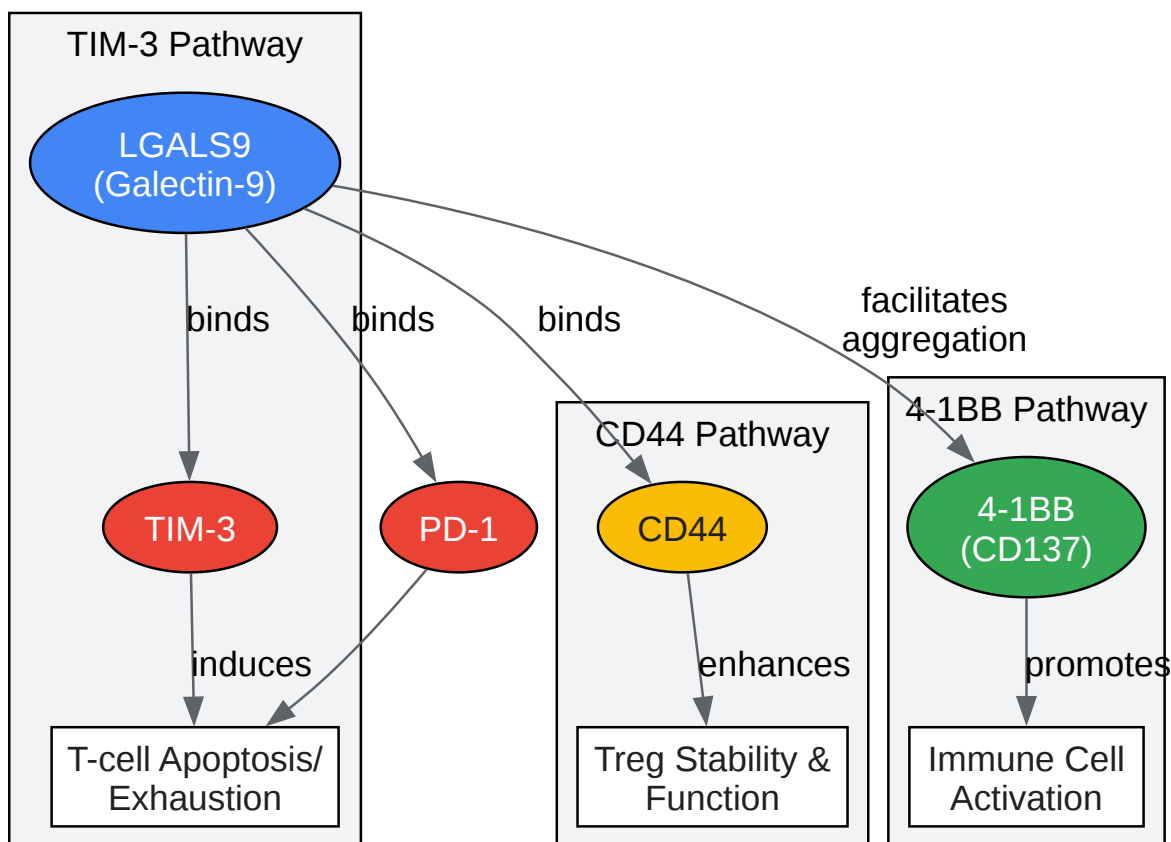 TIM-3 Pathway
LGALS9
(Galectin-9)
binds
binds
binds
facilitates
aggregation
CD44 Pathway
4-1BB Pathway
TIM-3
PD-1
CD44
4-1BB
(CD137)
induces
enhances
promotes
T-cell Apoptosis/
Exhaustion
Treg Stability &
Function
Immune Cell
Activation